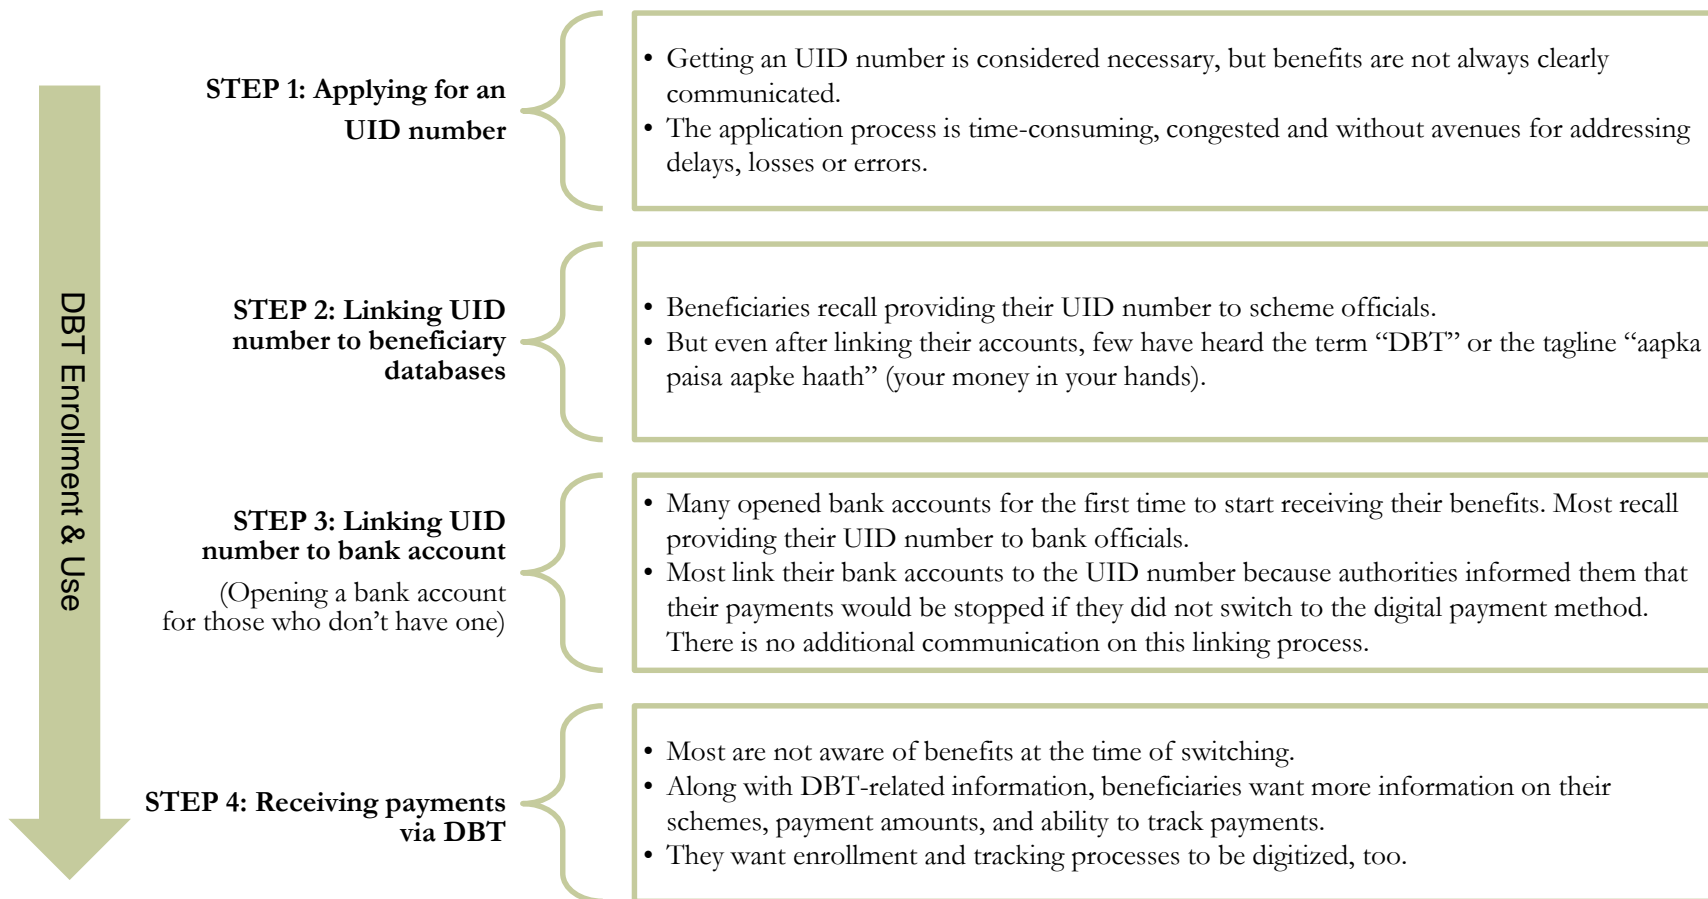 DBT Enrollment & Use
STEP 1: Applying for an
UID number
• Getting an UID number is considered necessary, but benefits are not always clearly
communicated.
• The application process is time-consuming, congested and without avenues for addressing
delays, losses or errors.
STEP 2: Linking UID
number to beneficiary
databases
• Beneficiaries recall providing their UID number to scheme officials.
• But even after linking their accounts, few have heard the term “DBT” or the tagline “aapka
paisa aapke haath” (your money in your hands).
STEP 3: Linking UID
number to bank account
(Opening a bank account
for those who don’t have one)
• Many opened bank accounts for the first time to start receiving their benefits. Most recall
providing their UID number to bank officials.
• Most link their bank accounts to the UID number because authorities informed them that
their payments would be stopped if they did not switch to the digital payment method.
There is no additional communication on this linking process.
STEP 4: Receiving payments
via DBT
• Most are not aware of benefits at the time of switching.
• Along with DBT-related information, beneficiaries want more information on their
schemes, payment amounts, and ability to track payments.
• They want enrollment and tracking processes to be digitized, too.